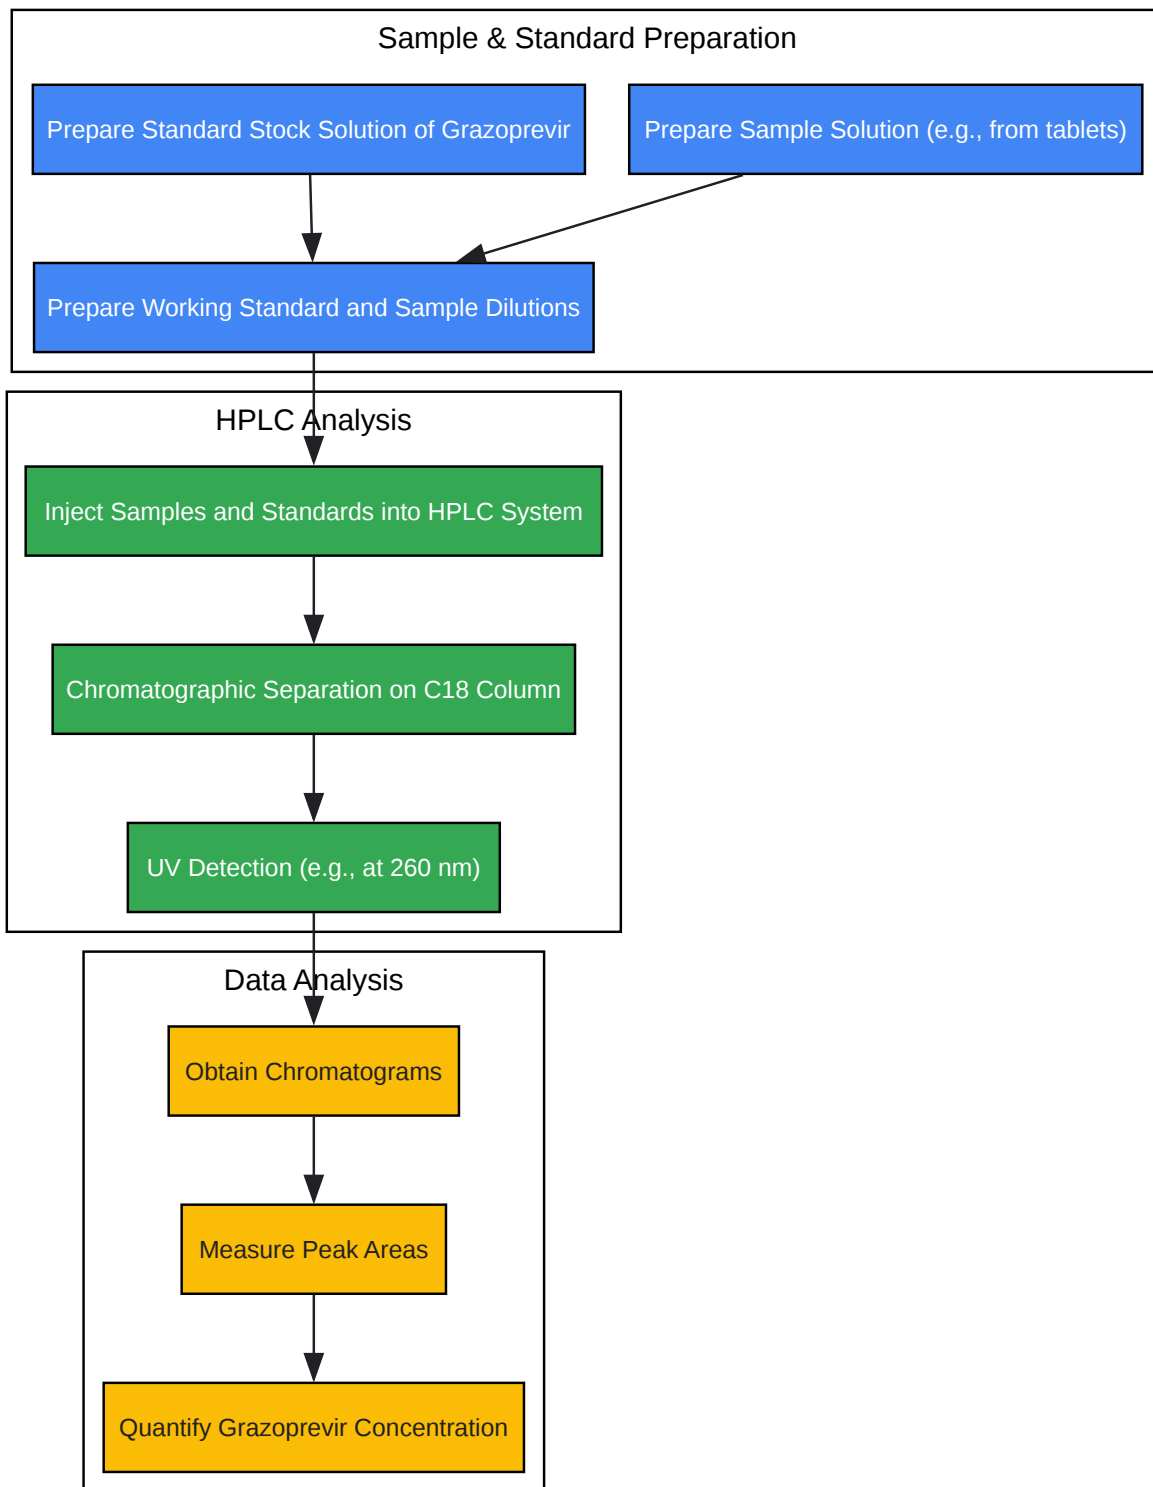 Sample & Standard Preparation
Prepare Standard Stock Solution of Grazoprevir
Prepare Sample Solution (e.g., from tablets)
Prepare Working Standard and Sample Dilutions
HPLC Analysis
Inject Samples and Standards into HPLC System
Chromatographic Separation on C18 Column
UV Detection (e.g., at 260 nm)
Data Analysis
Obtain Chromatograms
Measure Peak Areas
Quantify Grazoprevir Concentration